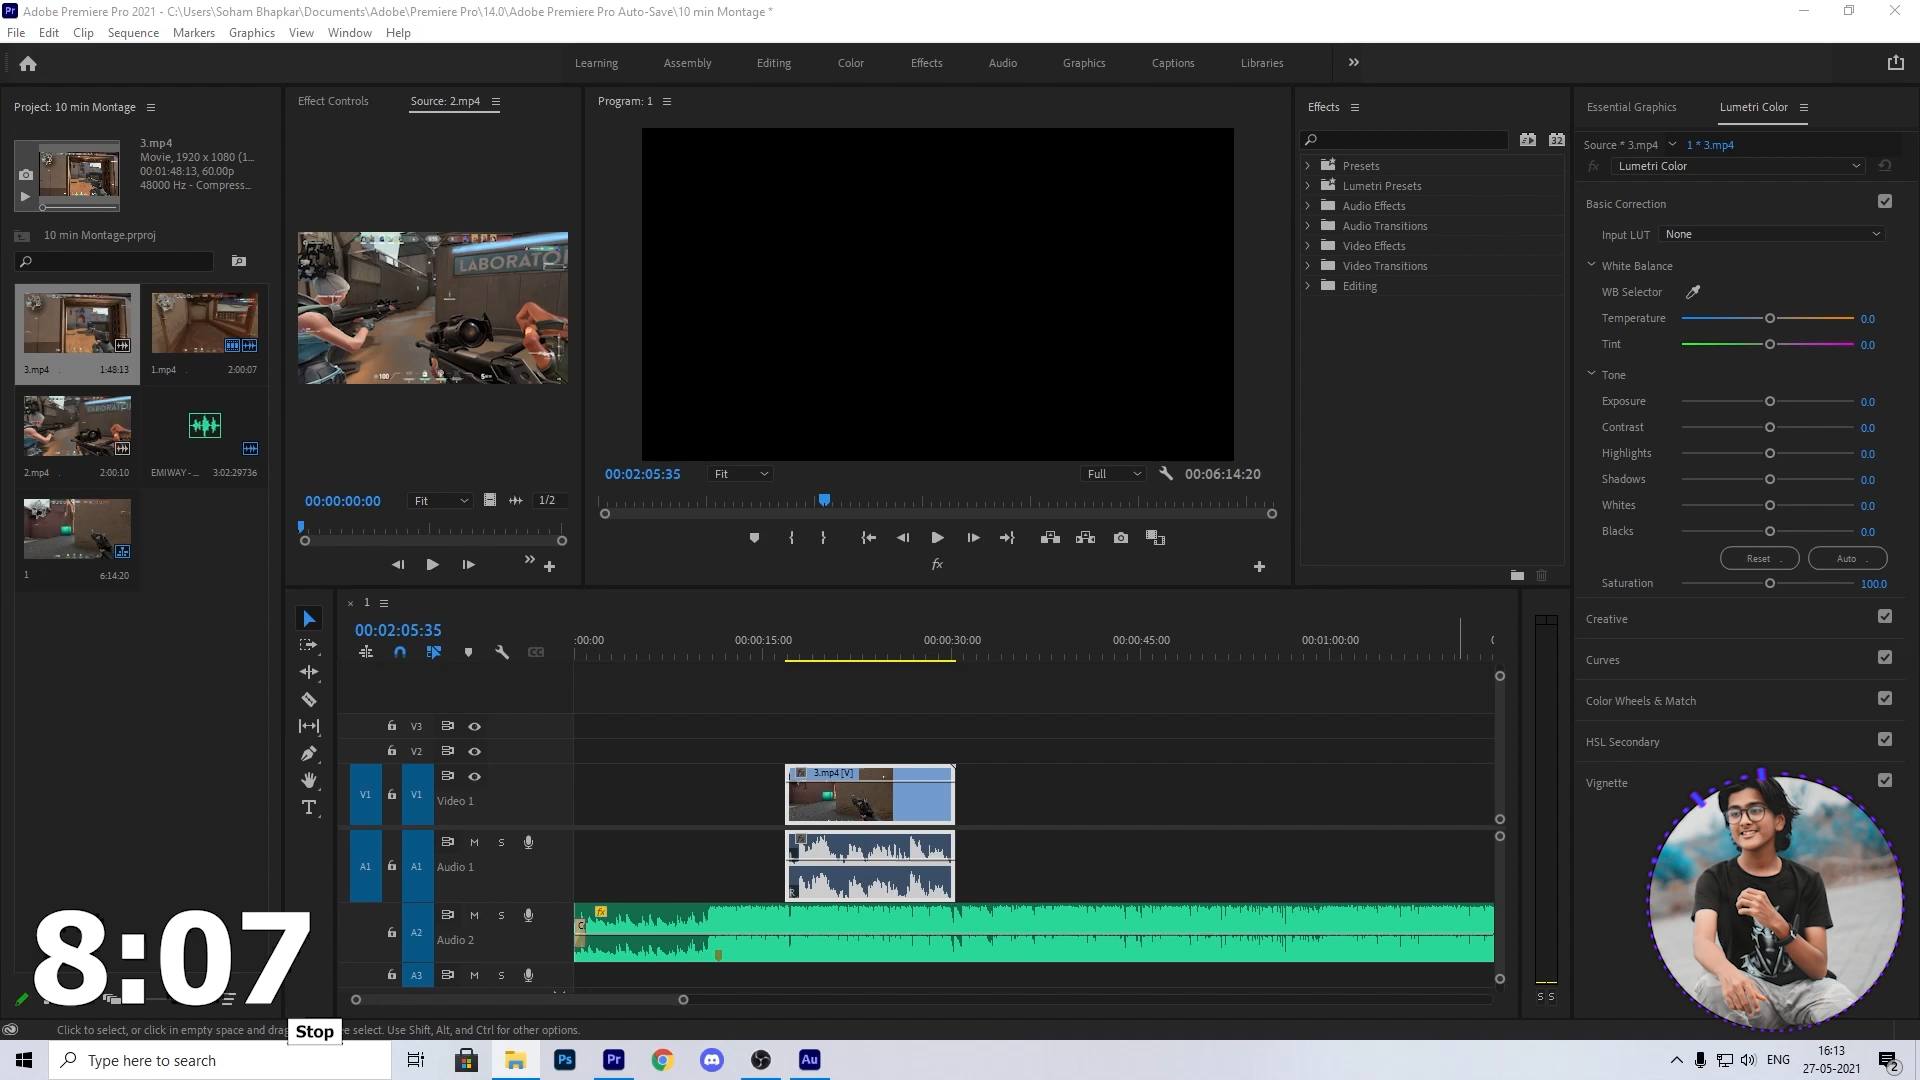 Adobe Premiere Pro 2021 - C:\Users\Soham Bhapkar\Documents\Adobe\Premiere Pro\14.0\Adobe Premiere Pro Auto-Save\10 min Montage *
File Edit Clip Sequence Markers Graphics View Window Help
Learning Assembly Editing Color Effects Audio Graphics Captions Libraries
Project: 10 min Montage
3.mp4
Movie, 1920 x 1080 (1...
00:01:48:13, 60.00p
48000 Hz - Compress...
10 min Montage.prproj
3.mp4 1:48:13
1.mp4 2:00:07
2.mp4 2:00:10
EMIWAY -... 3:02:29736
1 6:14:20
Effect Controls Source: 2.mp4
LABORATO
00:00:00:00 Fit 1/2
Program: 1
00:02:05:35 Fit Full 00:06:14:20
fx
Effects
32
Presets
Lumetri Presets
Audio Effects
Audio Transitions
Video Effects
Video Transitions
Editing
Essential Graphics Lumetri Color
Source * 3.mp4 1 * 3.mp4
fx Lumetri Color
Basic Correction
Input LUT None
White Balance
WB Selector
Temperature 0.0
Tint 0.0
Tone
Exposure 0.0
Contrast 0.0
Highlights 0.0
Shadows 0.0
Whites 0.0
Blacks 0.0
Reset Auto
Saturation 100.0
Creative
Curves
Color Wheels & Match
HSL Secondary
Vignette
1
00:02:05:35
:00:00 00:00:15:00 00:00:30:00 00:00:45:00 00:01:00:00
V3
V2
V1 V1 Video 1
fx 3.mp4 [V]
A1 A1 M S Audio 1
A2 M S Audio 2
fx
A3 M S
S S
8:07
Stop
Click to select, or click in empty space and drag
e select. Use Shift, Alt, and Ctrl for other options.
Type here to search
Ps Pr Au
ENG
16:13
27-05-2021
2